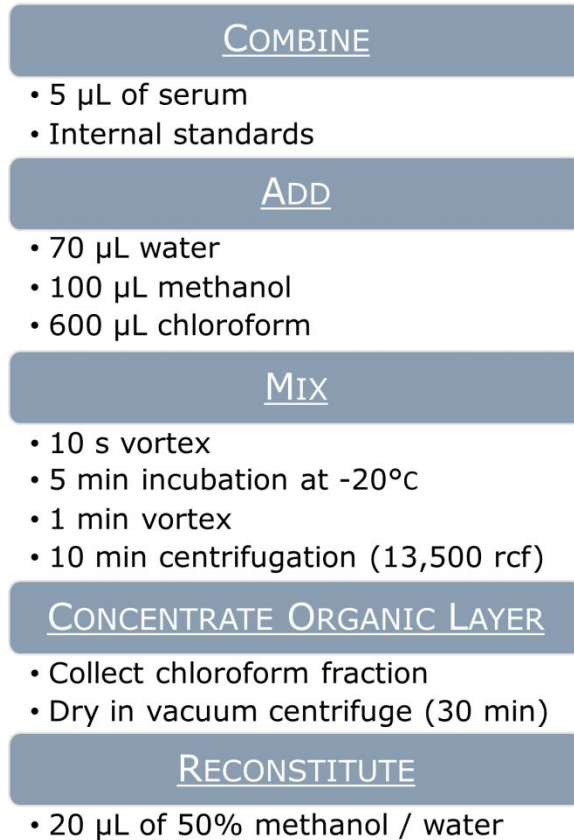 COMBINE
• 5 µL of serum
• Internal standards
ADD
• 70 µL water
• 100 µL methanol
• 600 µL chloroform
MIX
• 10 s vortex
• 5 min incubation at -20°C
• 1 min vortex
• 10 min centrifugation (13,500 rcf)
CONCENTRATE ORGANIC LAYER
• Collect chloroform fraction
• Dry in vacuum centrifuge (30 min)
RECONSTITUTE
• 20 µL of 50% methanol / water